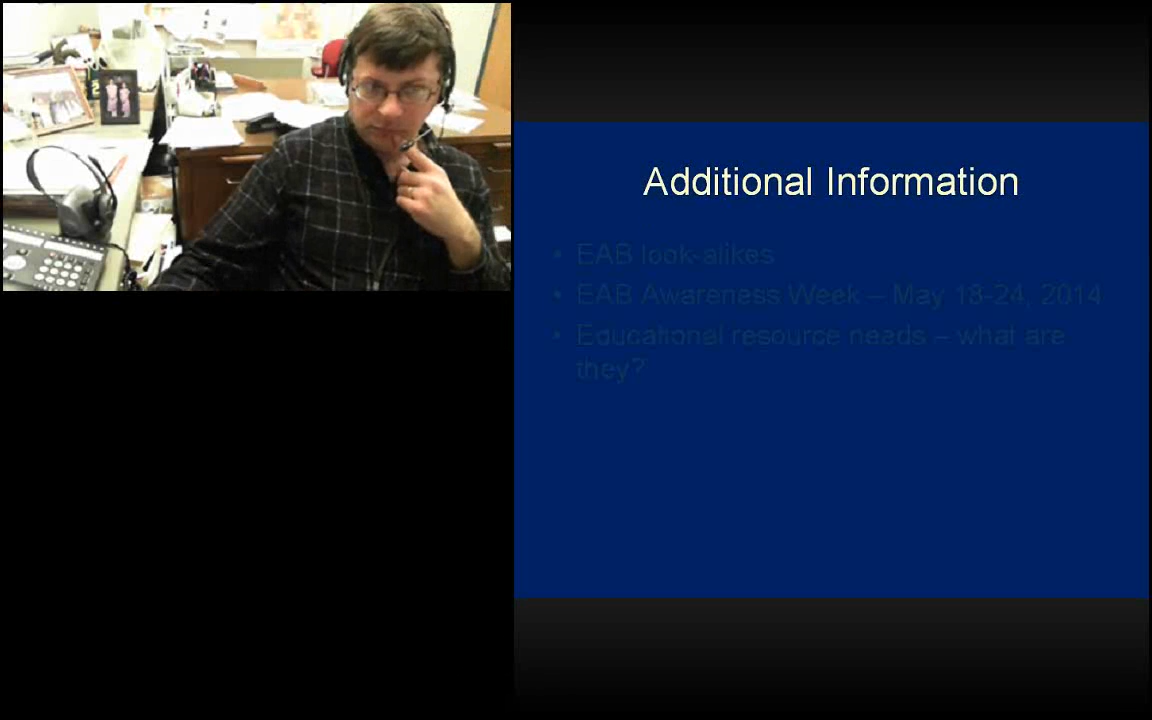 Additional Information
• EAB look-alikes
• EAB Awareness Week – May 18-24, 2014
• Educational resource needs – what are
they?